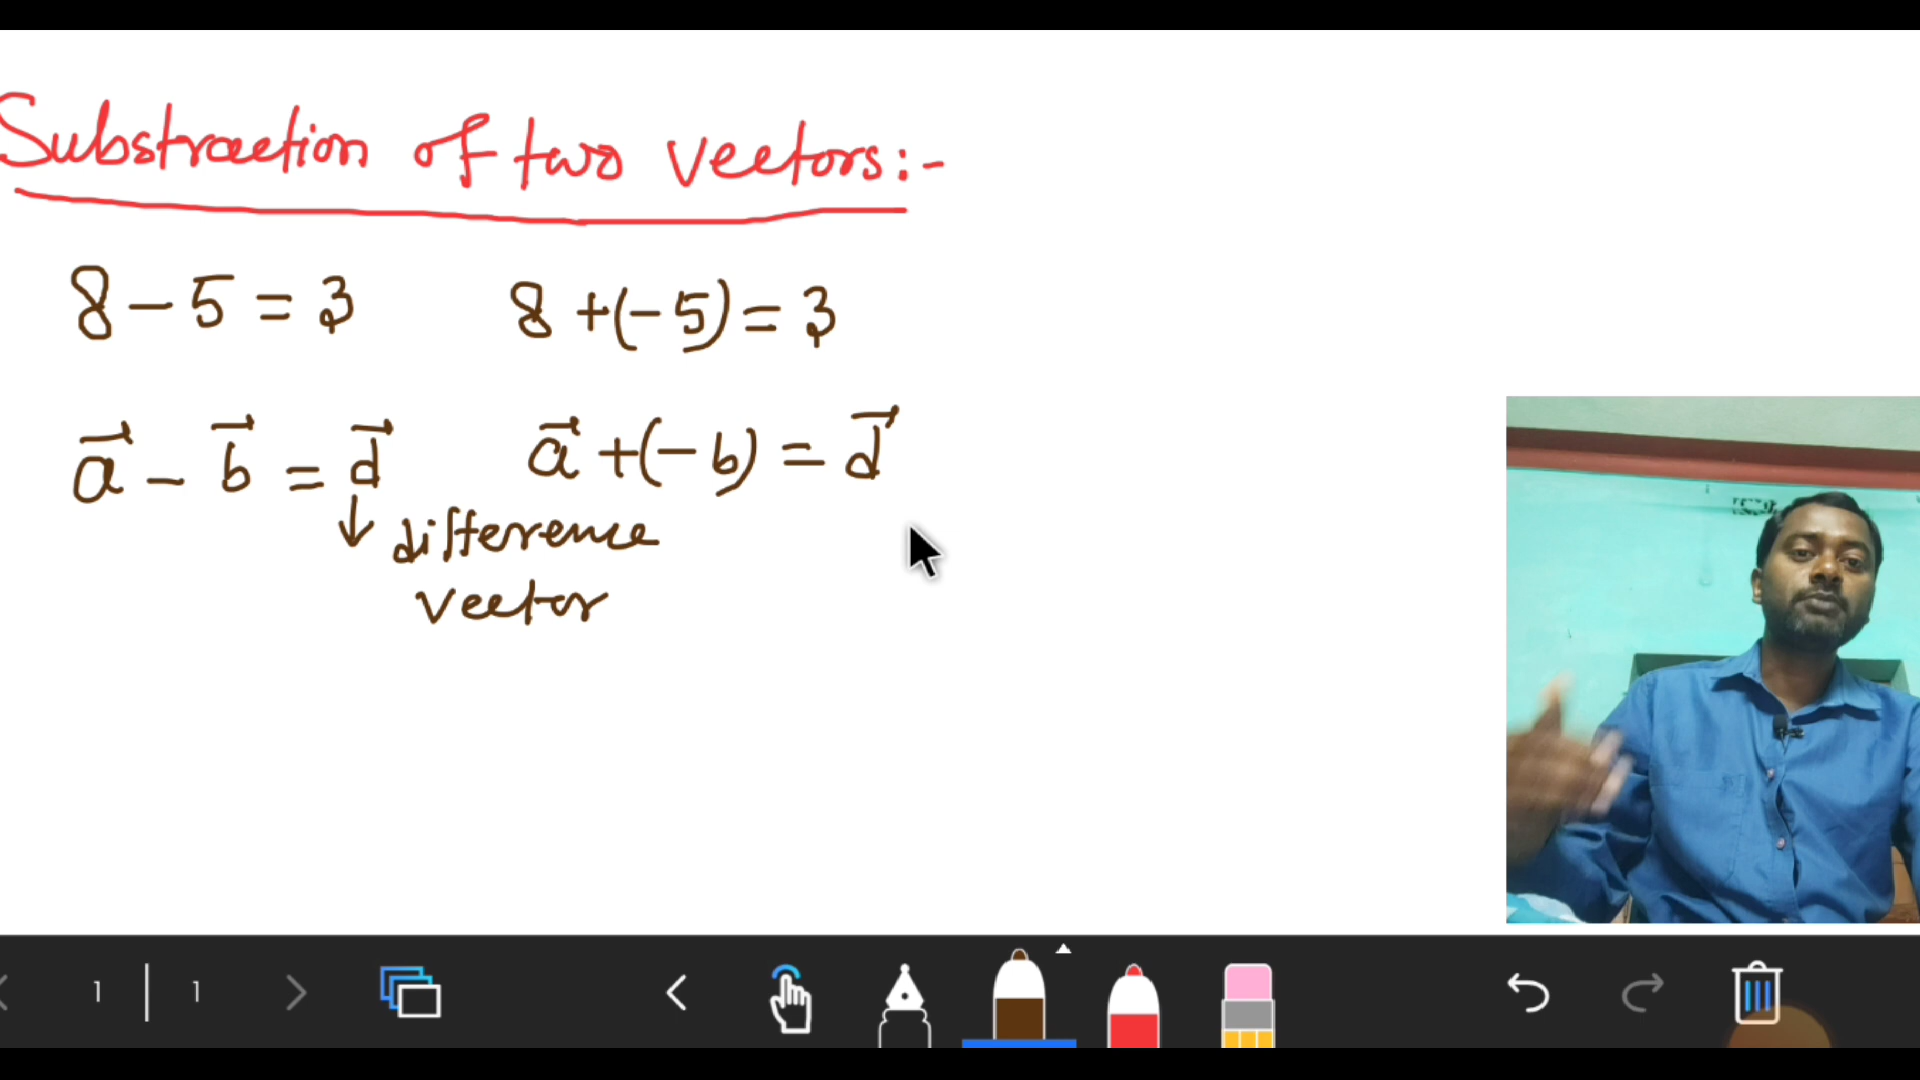 Substraction of two vectors:-
8 - 5 = 3 8 + (- 5) = 3
a⃗ - b⃗ = d⃗ a⃗ + (- b) = d⃗
↓ difference
vector
1 | 1